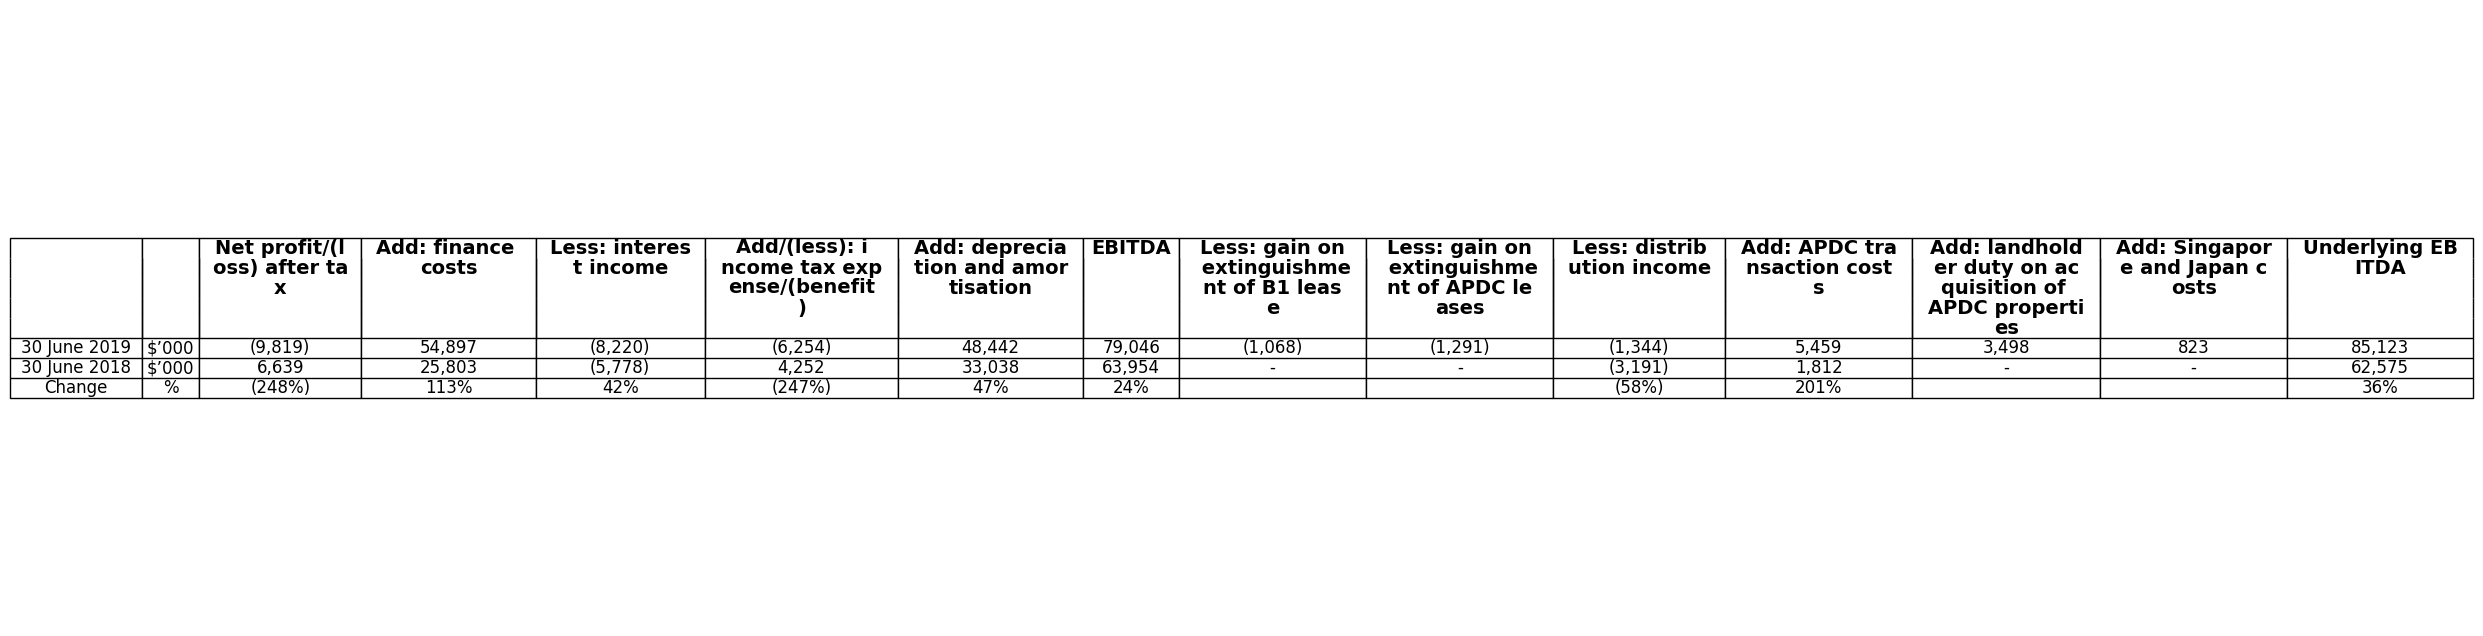 Net profit/(l
oss) after ta
x
Add: finance
costs
Less: interes
t income
Add/(less): i
ncome tax exp
ense/(benefit
)
Add: deprecia
tion and amor
tisation
EBITDA
Less: gain on
extinguishme
nt of B1 leas
e
Less: gain on
extinguishme
nt of APDC le
ases
Less: distrib
ution income
Add: APDC tra
nsaction cost
s
Add: landhold
er duty on ac
quisition of
APDC properti
es
Add: Singapor
e and Japan c
osts
Underlying EB
ITDA
30 June 2019 $’000 (9,819) 54,897 (8,220) (6,254) 48,442 79,046 (1,068) (1,291) (1,344) 5,459 3,498 823 85,123
30 June 2018 $’000 6,639 25,803 (5,778) 4,252 33,038 63,954 - - (3,191) 1,812 - - 62,575
Change % (248%) 113% 42% (247%) 47% 24% (58%) 201% 36%